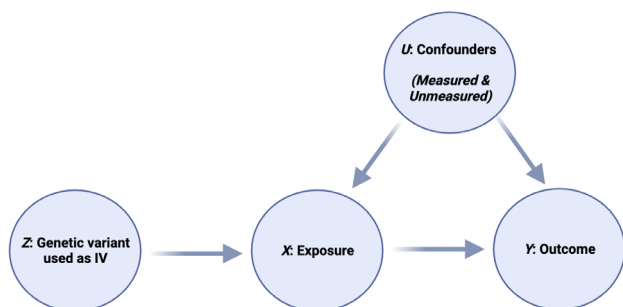 U: Confounders
(Measured &
Unmeasured)
Z: Genetic variant
used as IV
X: Exposure
Y: Outcome